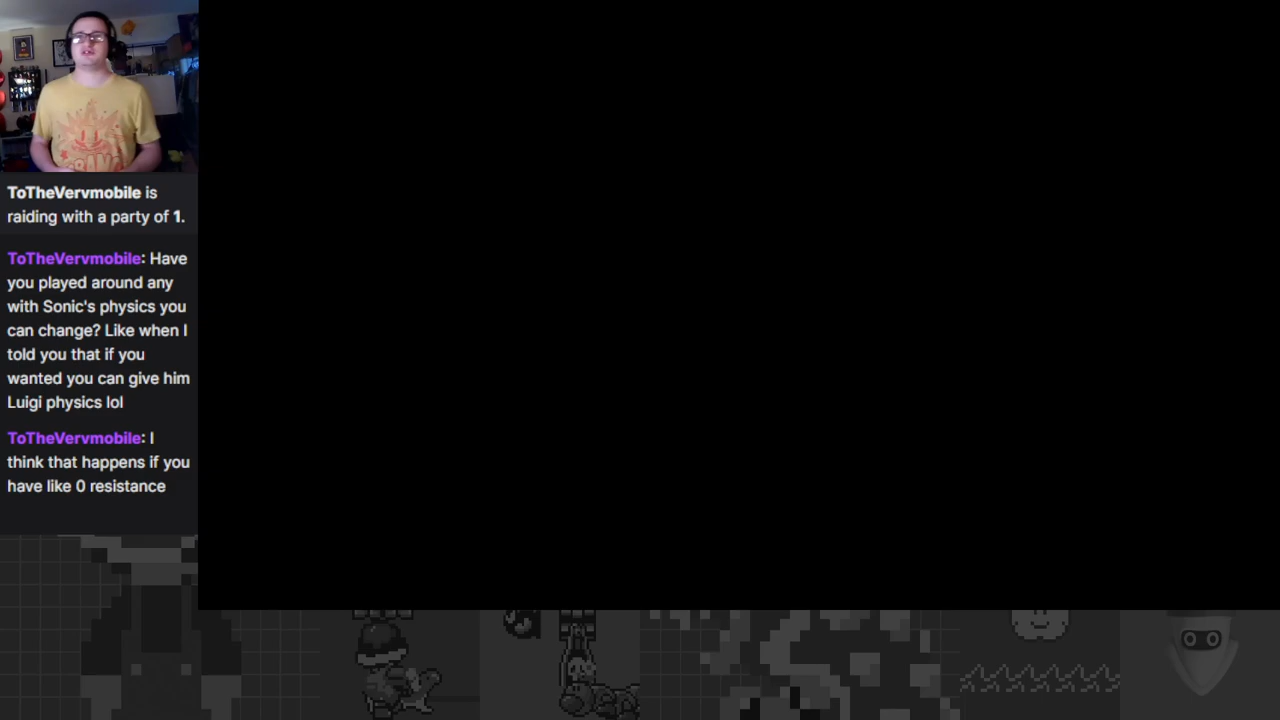 ToTheVervmobile is
raiding with a party of 1.
ToTheVervmobile: Have
you played around any
with Sonic's physics you
can change? Like when I
told you that if you
wanted you can give him
Luigi physics lol
ToTheVervmobile: I
think that happens if you
have like 0 resistance